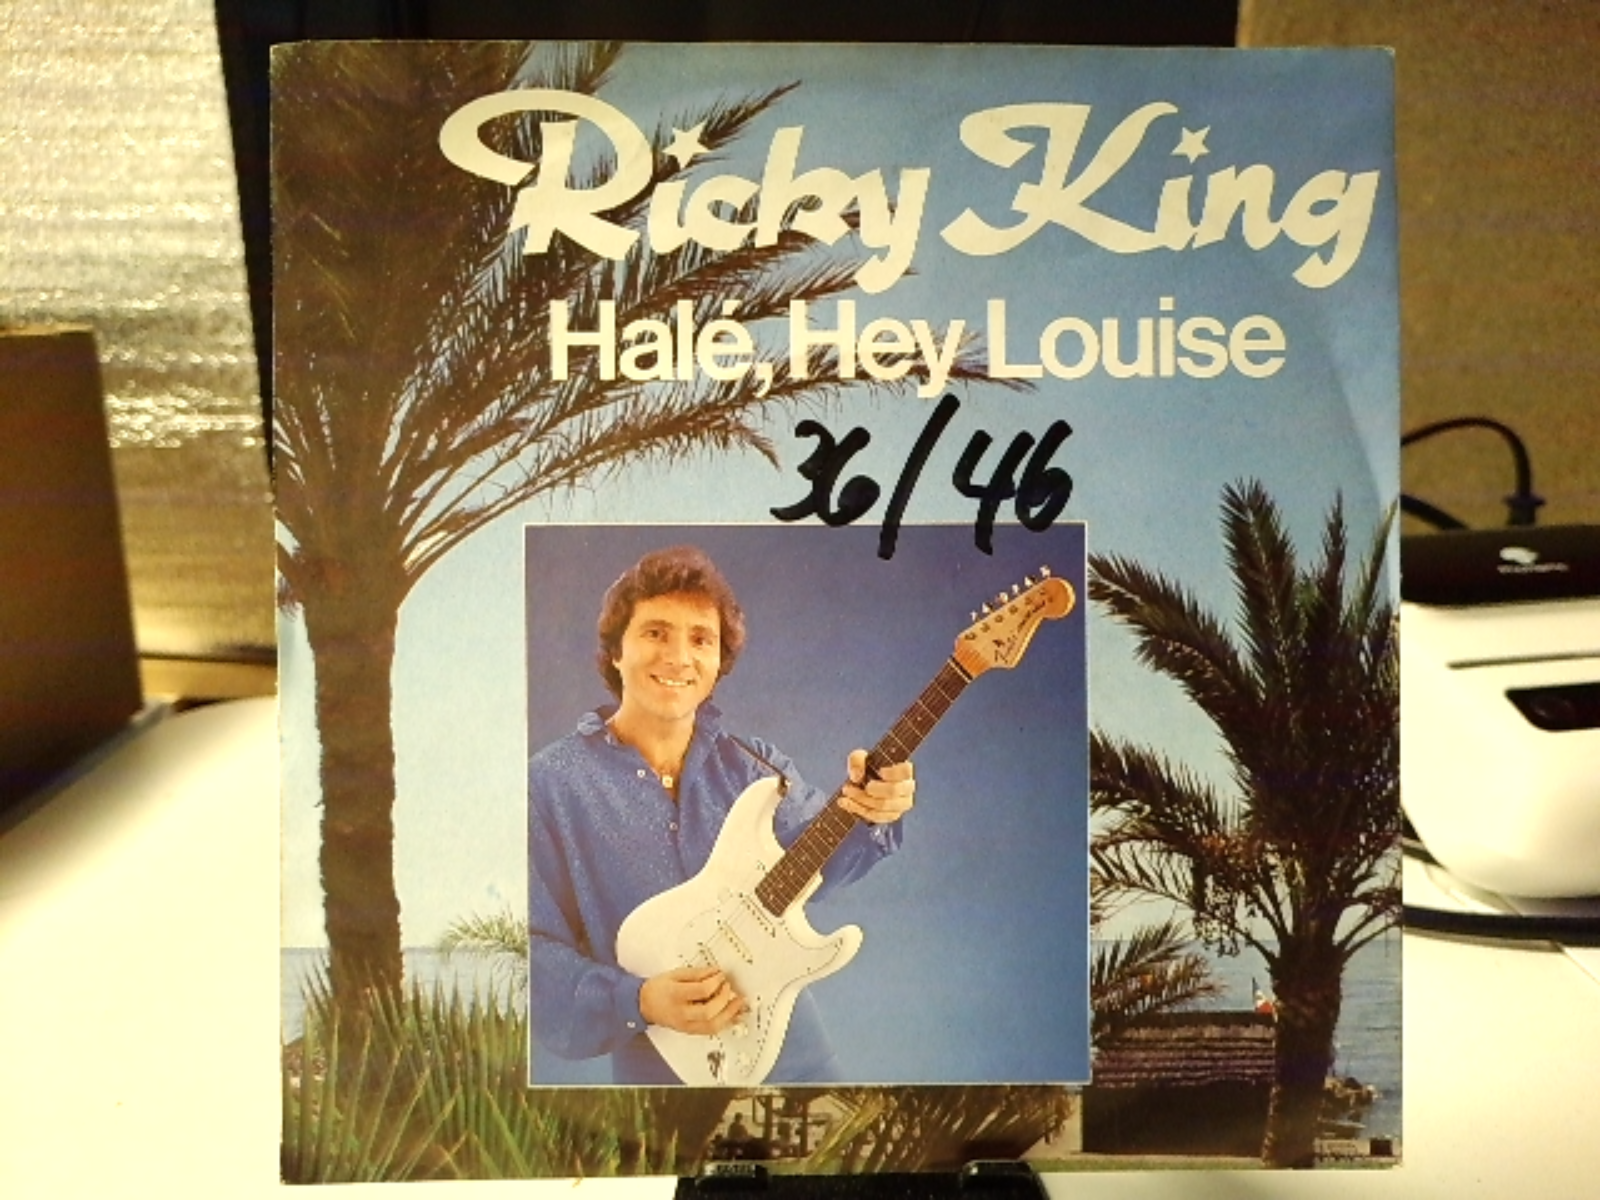 Ricky King
Halé, Hey Louise
36/46